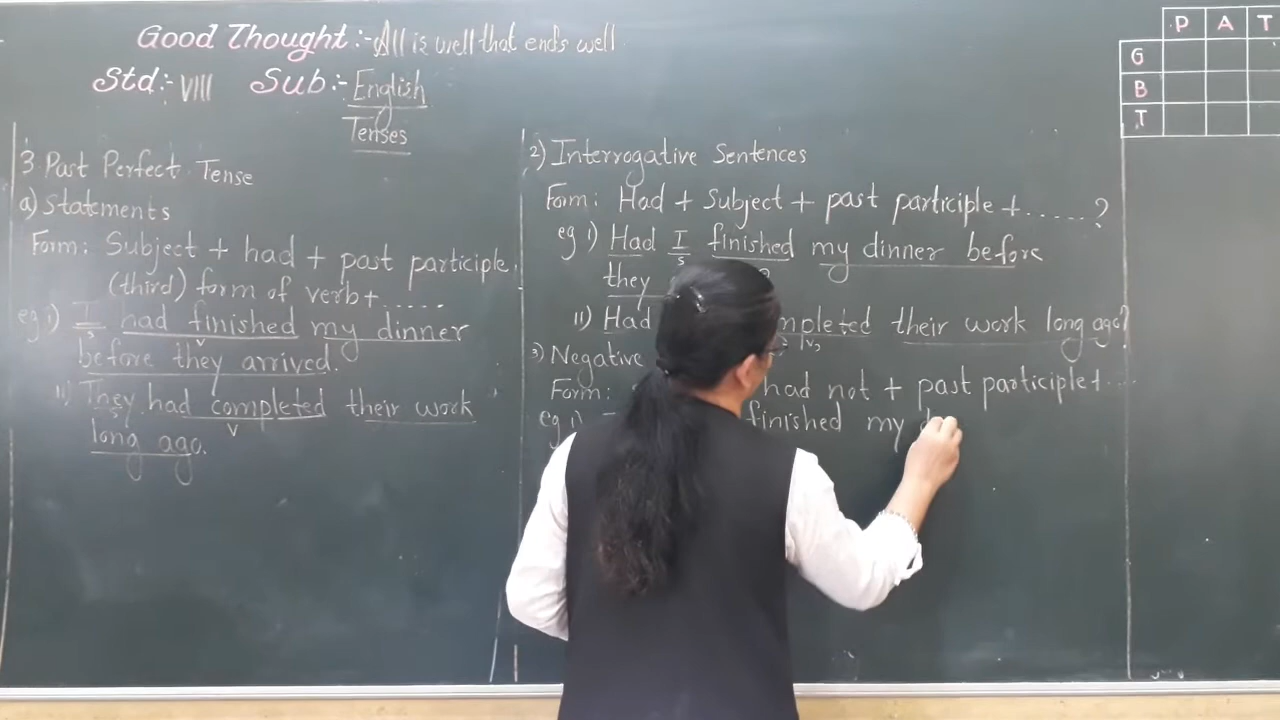 Good Thought :- All is well that ends well
Std:- VIII Sub:- English
Tenses
P A T
G
B
T
3 Past Perfect Tense
a) Statements
Form: Subject + had + past participle
(third) form of verb + ......
eg i) I had finished my dinner
S V
before they arrived.
ii) They had completed their work
S V
long ago.
2) Interrogative Sentences
Form: Had + Subject + past participle + ......?
eg i) Had I finished my dinner before
S
they ?
ii) Had mpleted their work long ago?
V3
3) Negative
Form: had not + past participle + ....
eg i) finished my